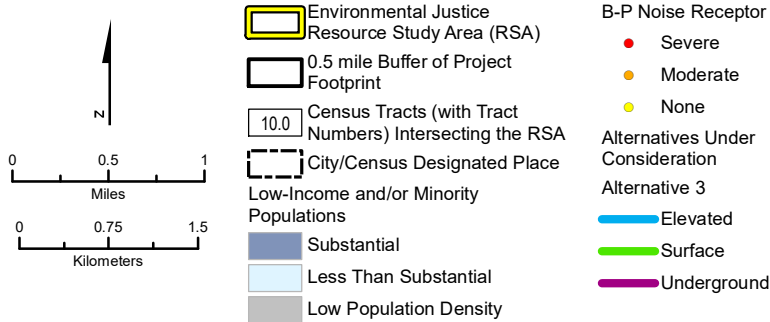 N
0 0.5 1
Miles
0 0.75 1.5
Kilometers
Environmental Justice
Resource Study Area (RSA)
0.5 mile Buffer of Project
Footprint
10.0
Census Tracts (with Tract
Numbers) Intersecting the RSA
City/Census Designated Place
Low-Income and/or Minority
Populations
Substantial
Less Than Substantial
Low Population Density
B-P Noise Receptor
Severe
Moderate
None
Alternatives Under
Consideration
Alternative 3
Elevated
Surface
Underground